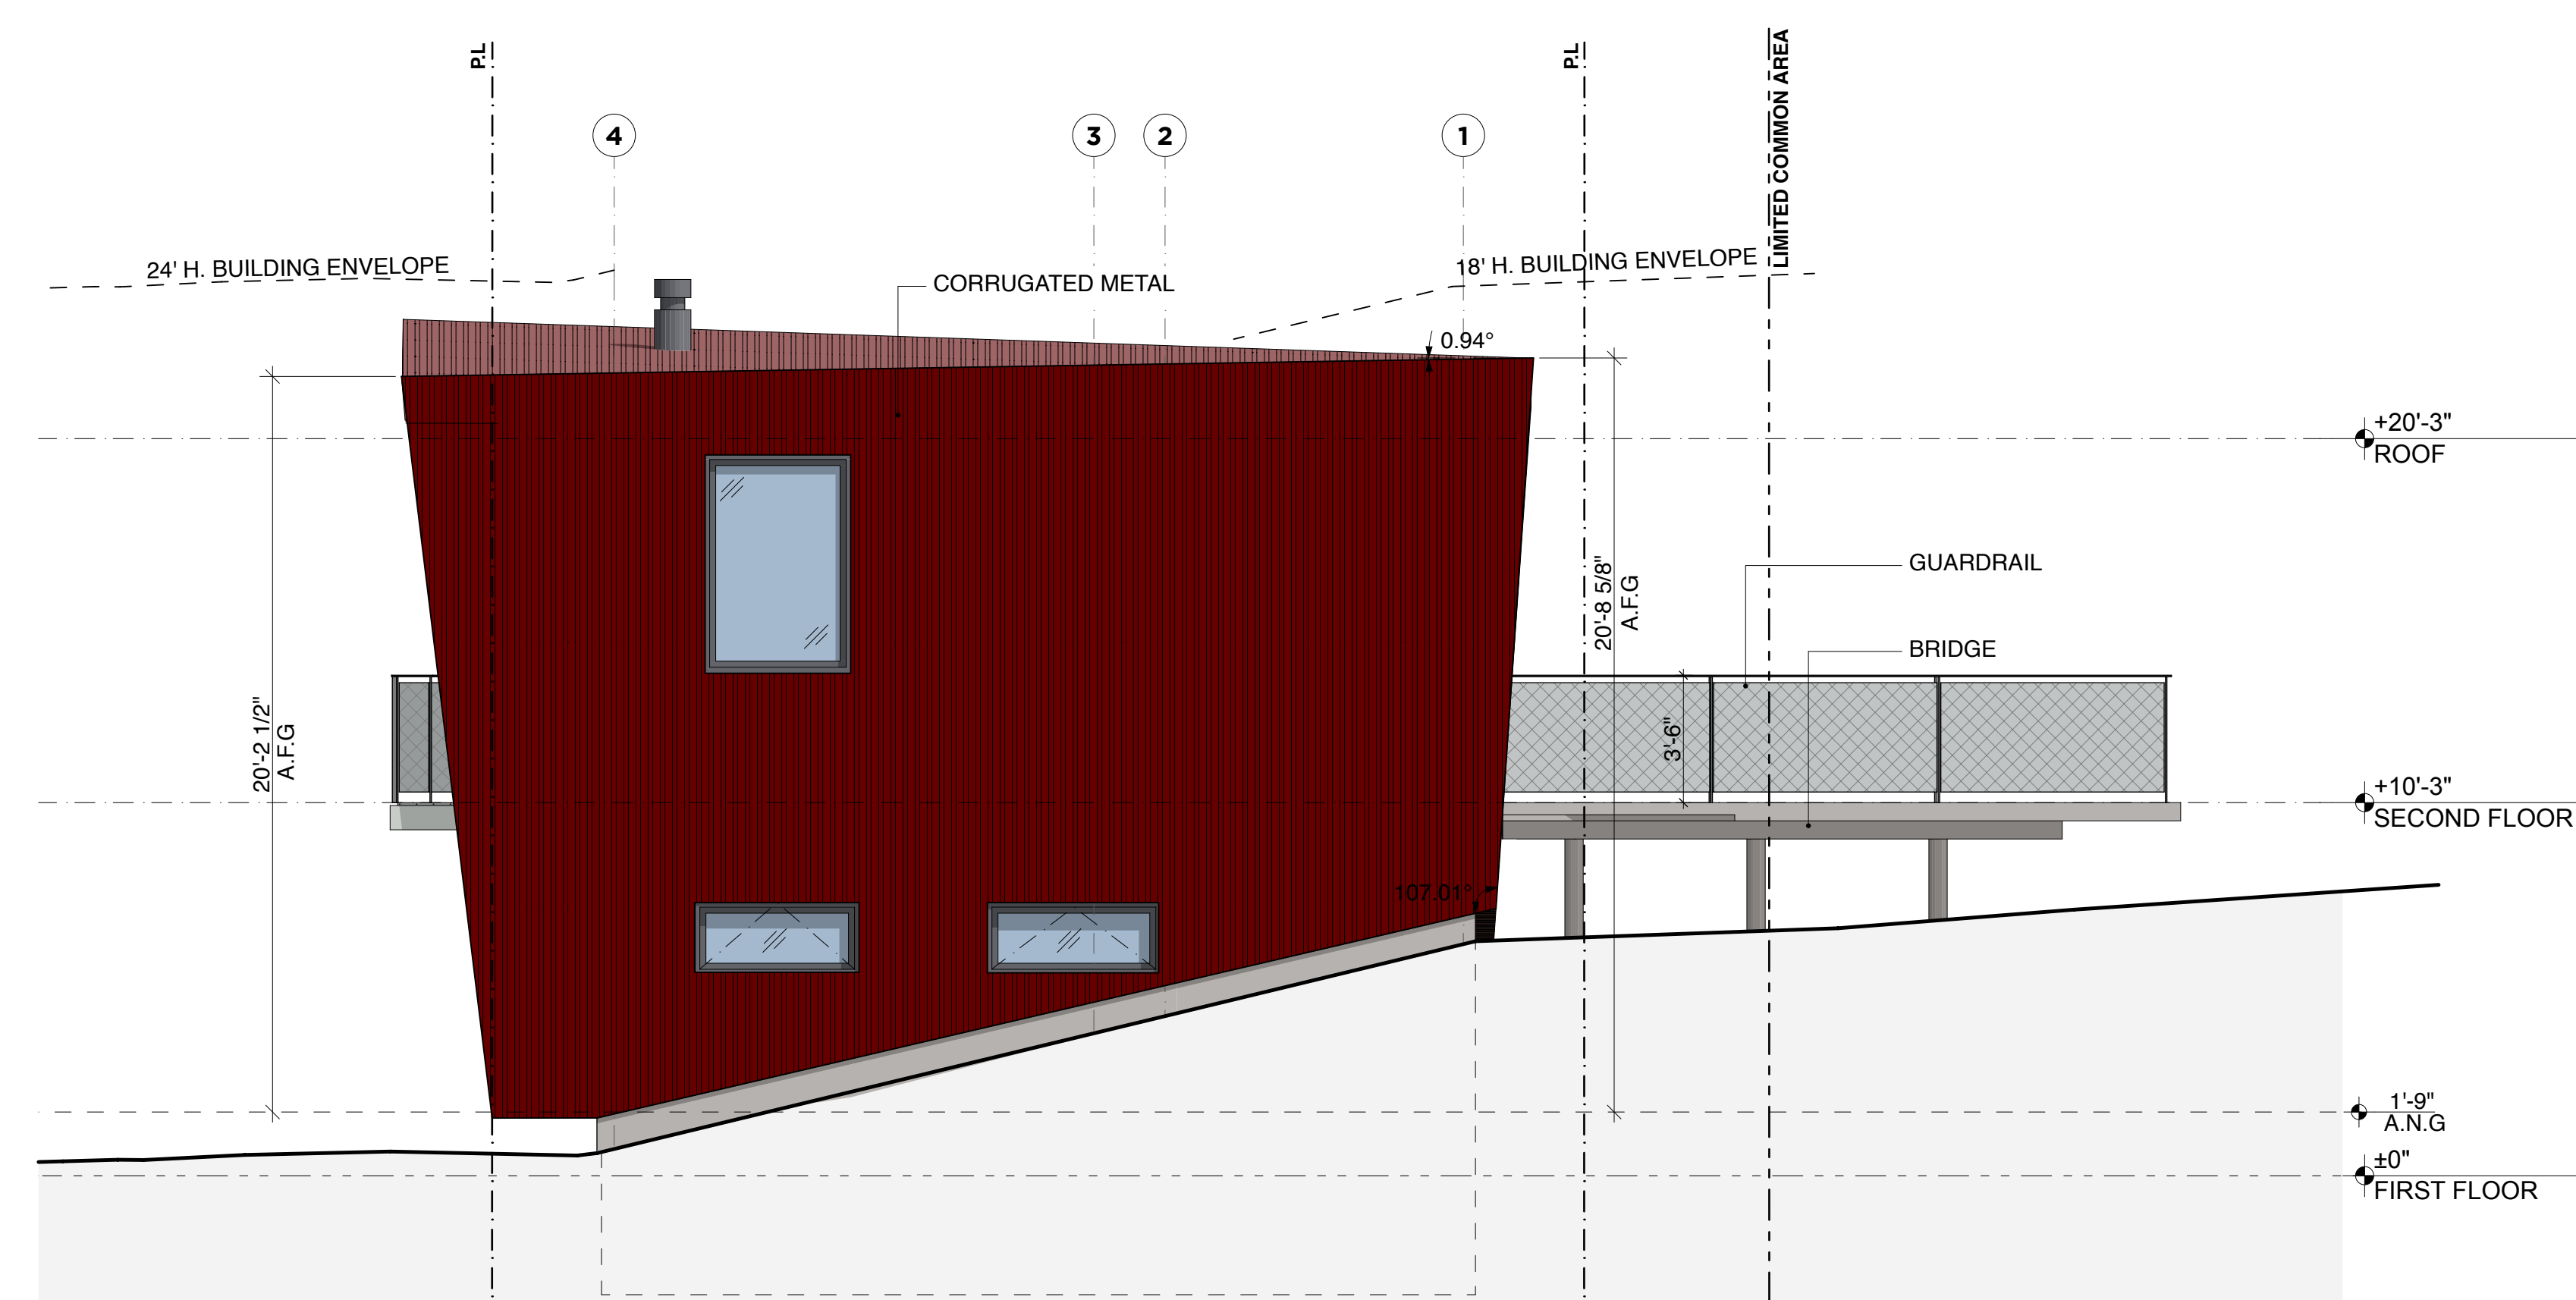 P.L
P.L
LIMITED COMMON AREA
4
3
2
1
24' H. BUILDING ENVELOPE
CORRUGATED METAL
18' H. BUILDING ENVELOPE
0.94°
+20'-3"
ROOF
GUARDRAIL
20'-8 5/8"
A.F.G
BRIDGE
20'-2 1/2"
A.F.G
3'-6"
+10'-3"
SECOND FLOOR
107.01°
1'-9"
A.N.G
±0"
FIRST FLOOR